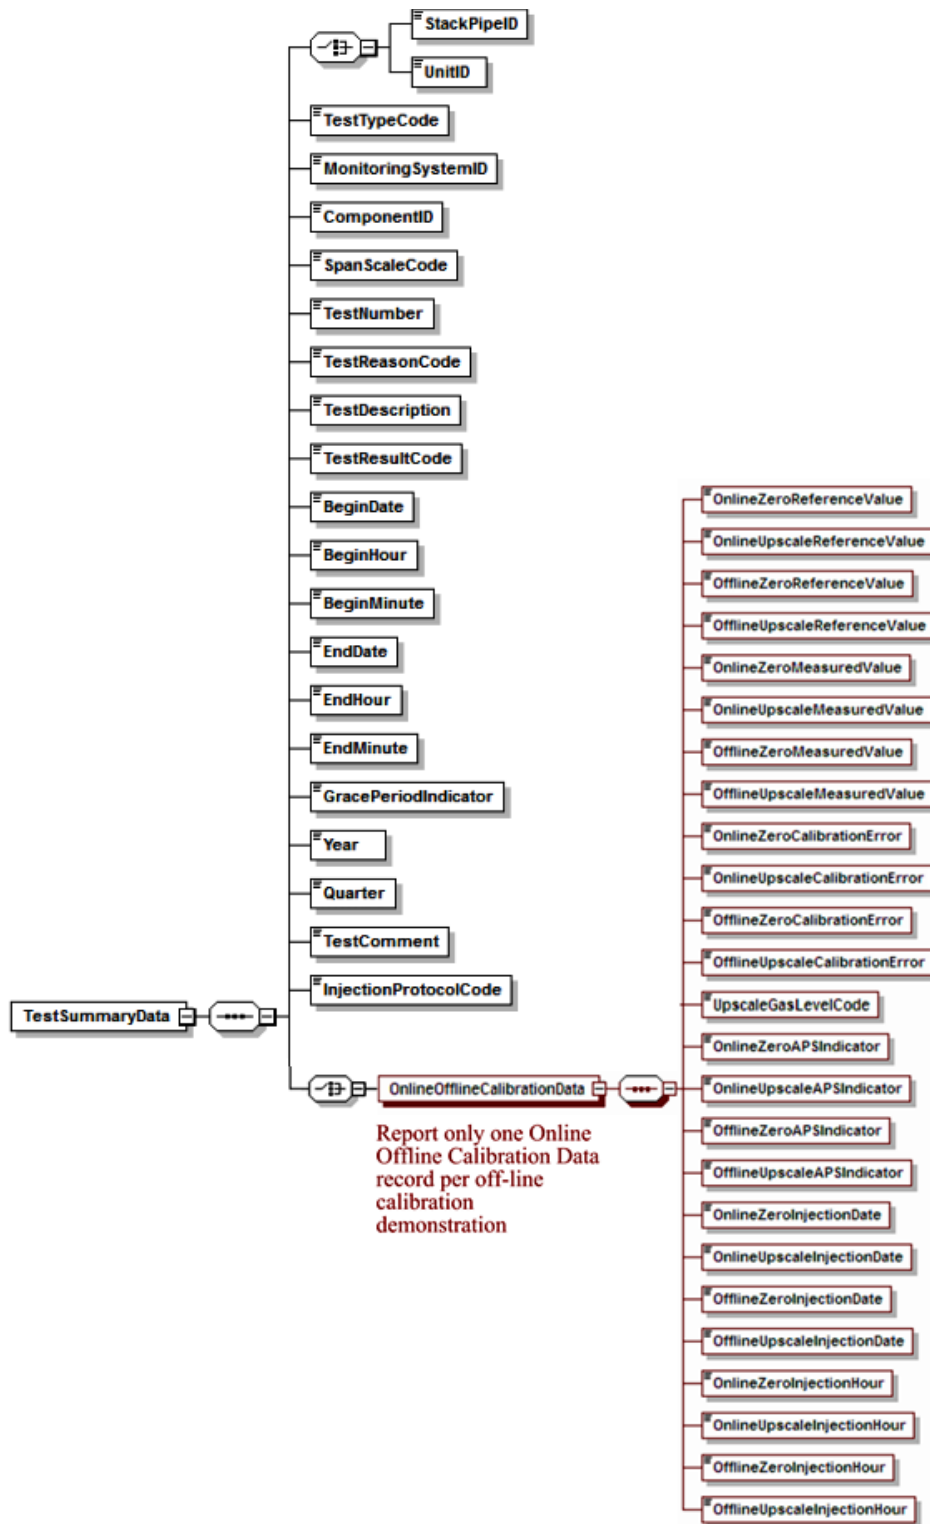 StackPipeID
UnitID
TestTypeCode
MonitoringSystemID
ComponentID
SpanScaleCode
TestNumber
TestReasonCode
TestDescription
TestResultCode
BeginDate
BeginHour
BeginMinute
EndDate
EndHour
EndMinute
GracePeriodIndicator
Year
Quarter
TestComment
InjectionProtocolCode
TestSummaryData
OnlineOfflineCalibrationData
Report only one Online
Offline Calibration Data
record per off-line
calibration
demonstration
OnlineZeroReferenceValue
OnlineUpscaleReferenceValue
OfflineZeroReferenceValue
OfflineUpscaleReferenceValue
OnlineZeroMeasuredValue
OnlineUpscaleMeasuredValue
OfflineZeroMeasuredValue
OfflineUpscaleMeasuredValue
OnlineZeroCalibrationError
OnlineUpscaleCalibrationError
OfflineZeroCalibrationError
OfflineUpscaleCalibrationError
UpscaleGasLevelCode
OnlineZeroAPSIndicator
OnlineUpscaleAPSIndicator
OfflineZeroAPSIndicator
OfflineUpscaleAPSIndicator
OnlineZeroInjectionDate
OnlineUpscaleInjectionDate
OfflineZeroInjectionDate
OfflineUpscaleInjectionDate
OnlineZeroInjectionHour
OnlineUpscaleInjectionHour
OfflineZeroInjectionHour
OfflineUpscaleInjectionHour